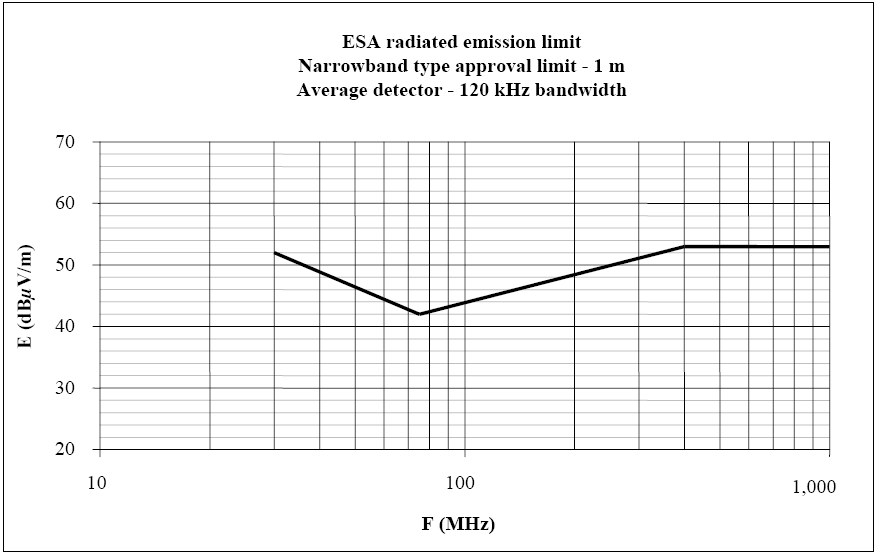 ESA radiated emission limit
Narrowband type approval limit - 1 m
Average detector - 120 kHz bandwidth
70
60
50
40
30
20
E (dBµV/m)
10
100
1,000
F (MHz)